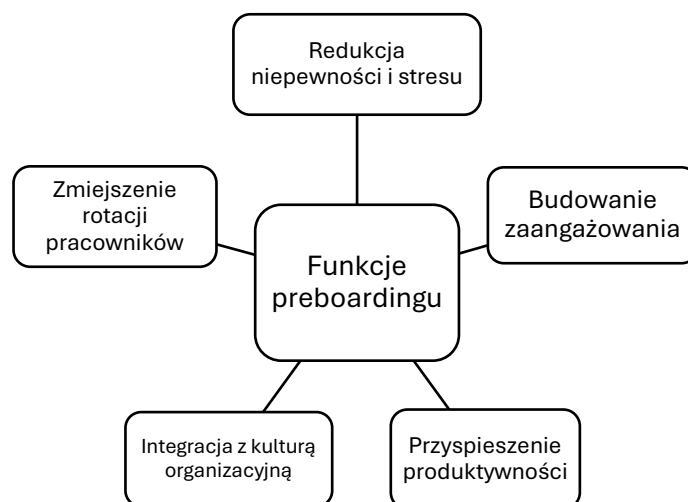 Redukcja
niepewności i stresu
Zmiejszenie
rotacji
pracowników
Budowanie
zaangażowania
Funkcje
preboardingu
Integracja z kulturą
organizacyjną
Przyspieszenie
produktywności